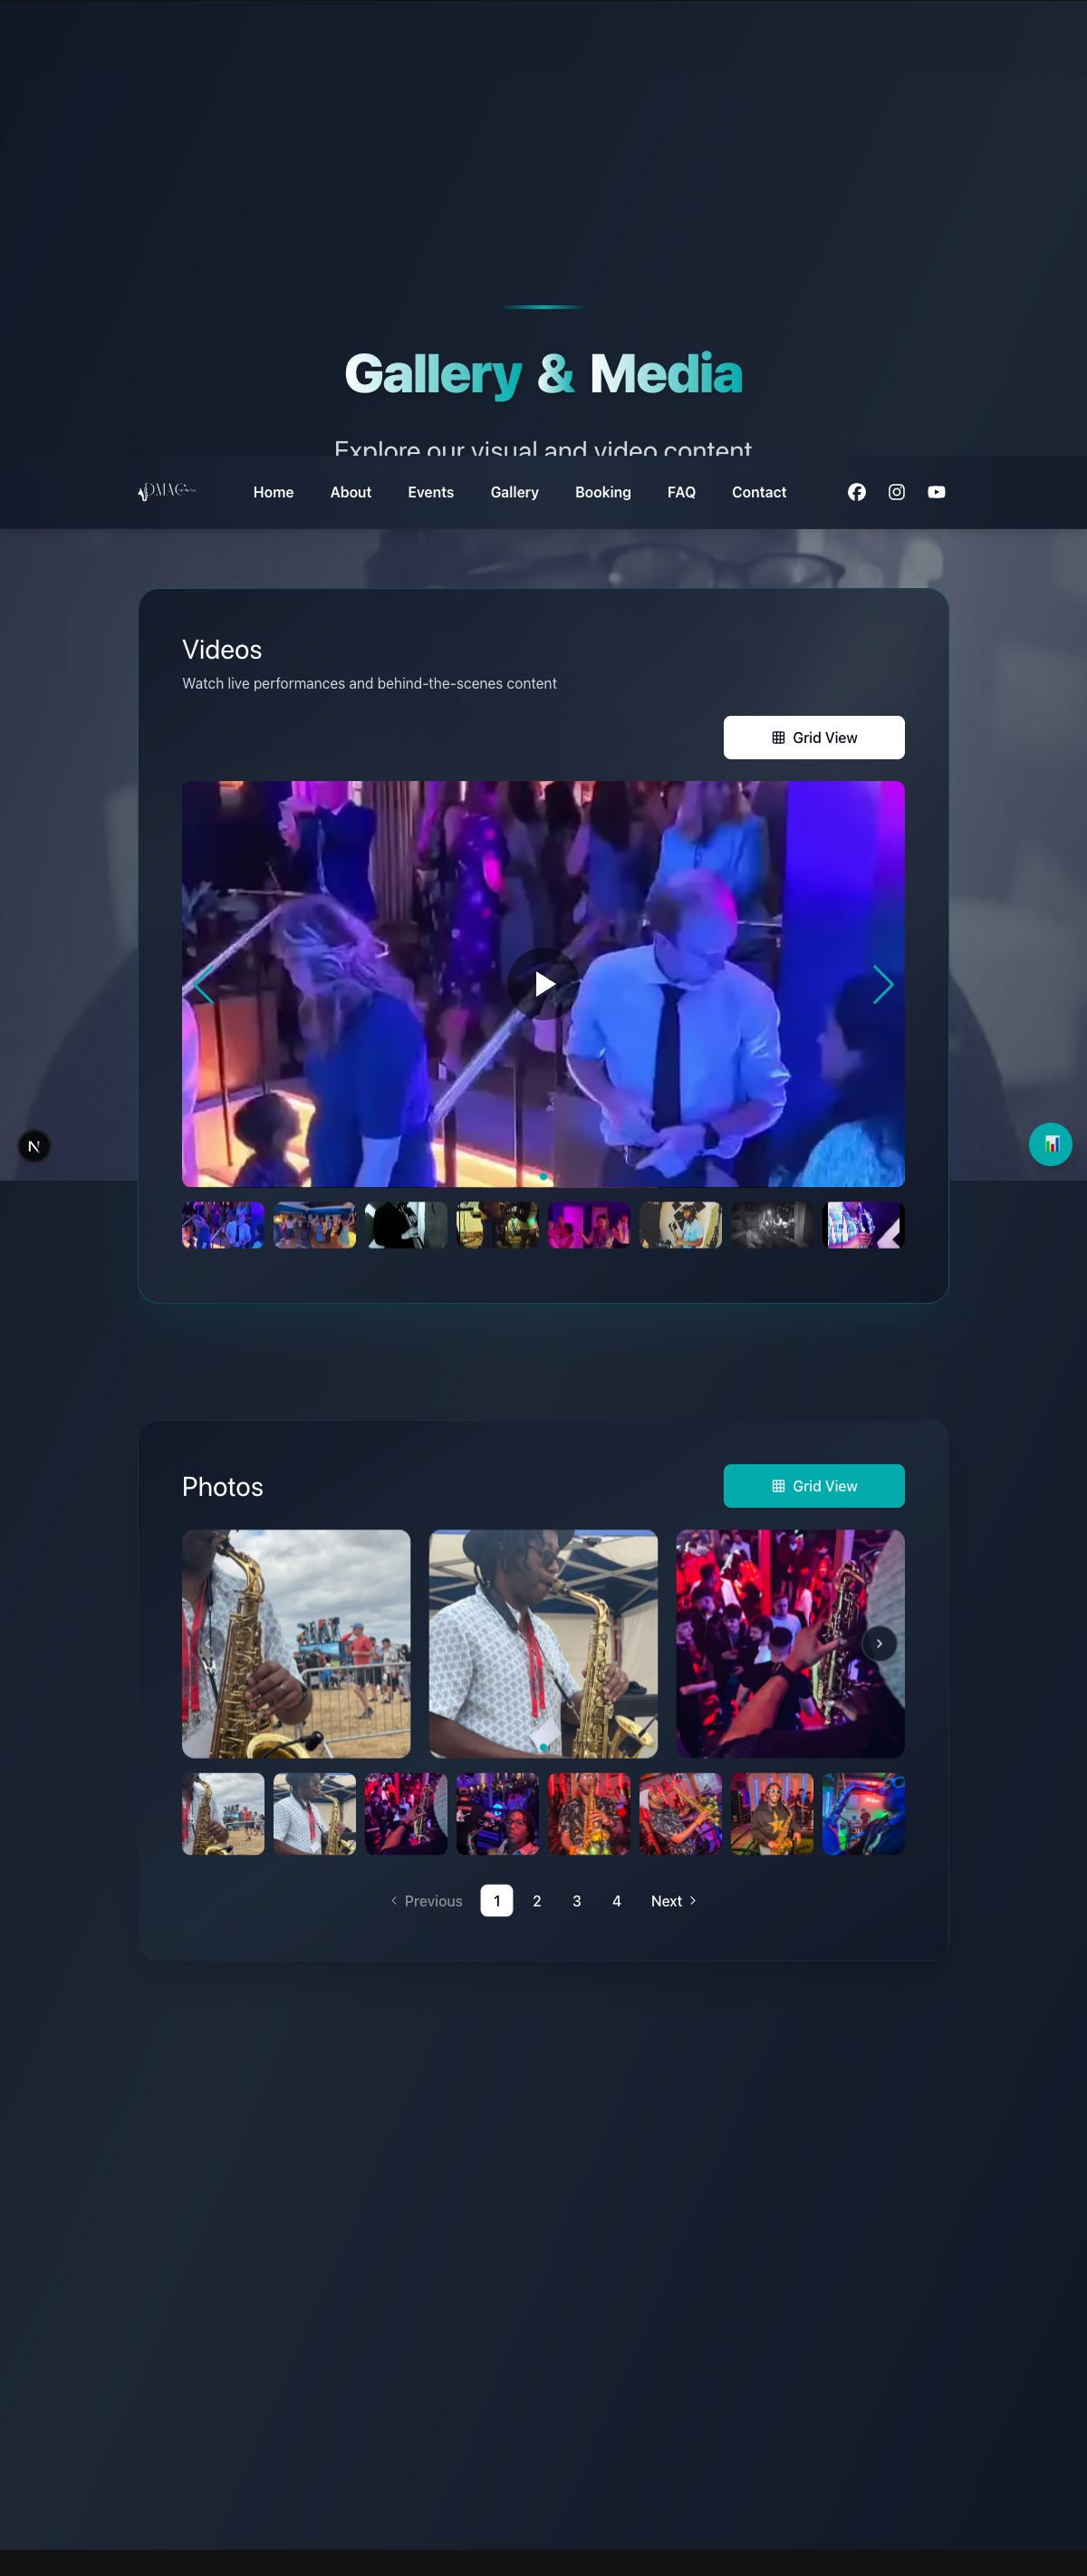 Gallery & Media
Explore our visual and video content
DMAC
Home About Events Gallery Booking FAQ Contact
Videos
Watch live performances and behind-the-scenes content
Grid View
N
Photos
Grid View
Previous 1 2 3 4 Next